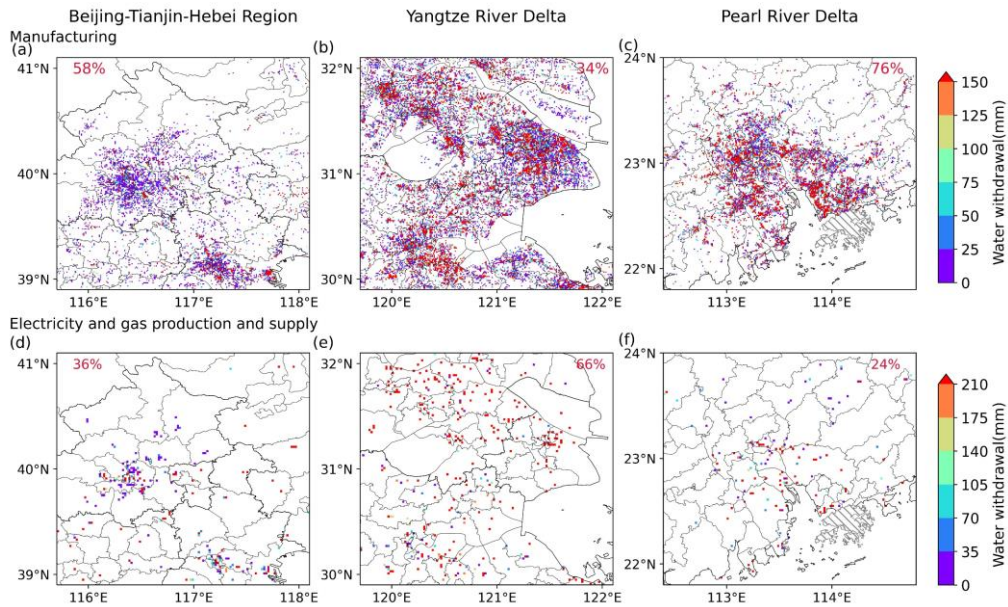 Beijing-Tianjin-Hebei Region Yangtze River Delta Pearl River Delta
Manufacturing
(a) (b) (c)
58% 34% 76%
41°N 32°N 24°N
40°N 31°N 23°N
39°N 30°N 22°N
116°E 117°E 118°E 120°E 121°E 122°E 113°E 114°E
150
125
100
75
50
25
0
Water withdrawal(mm)
Electricity and gas production and supply
(d) (e) (f)
36% 66% 24%
41°N 32°N 24°N
40°N 31°N 23°N
39°N 30°N 22°N
116°E 117°E 118°E 120°E 121°E 122°E 113°E 114°E
210
175
140
105
70
35
0
Water withdrawal(mm)